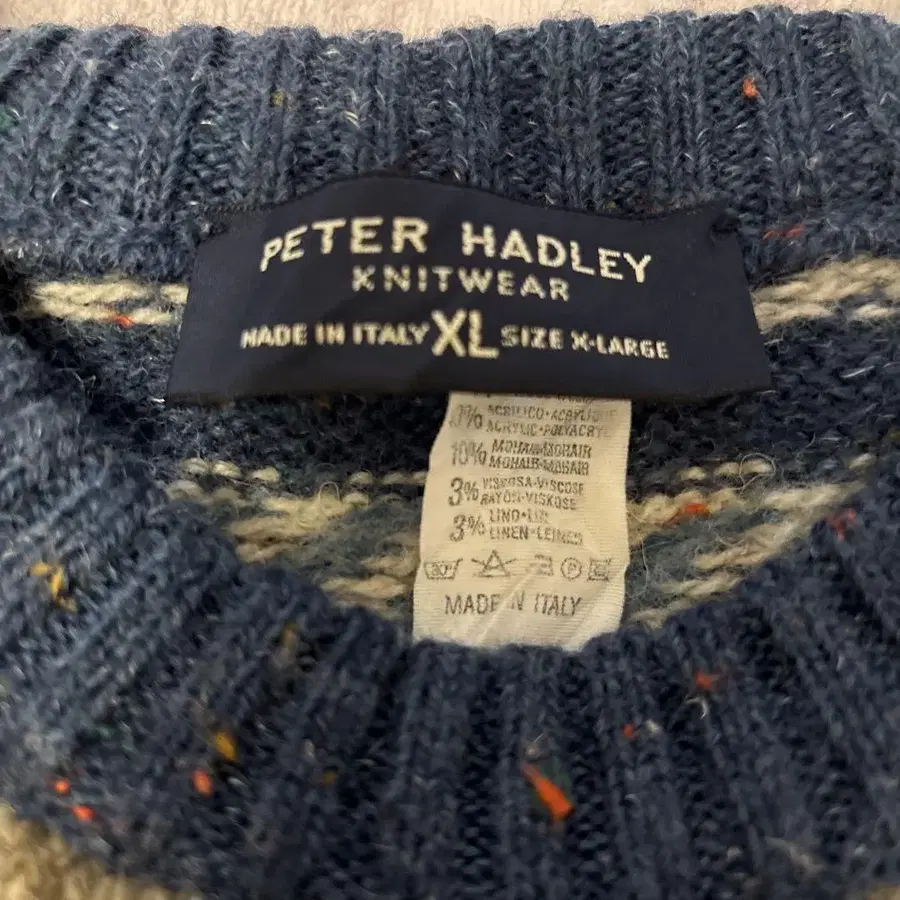 PETER HADLEY
KNITWEAR
MADE IN ITALY XL SIZE X-LARGE
ACRILICO•ACRYLIQUE
ACRYLIC•POLYACRYL
10% MOHAIR•MOHAIR
MOHAIR•MOHAIR
3% VISCOSA•VISCOSE
RAYON•VISKOSE
3% LINO•LIN
LINEN•LEINEN
30°
P
MADE IN ITALY